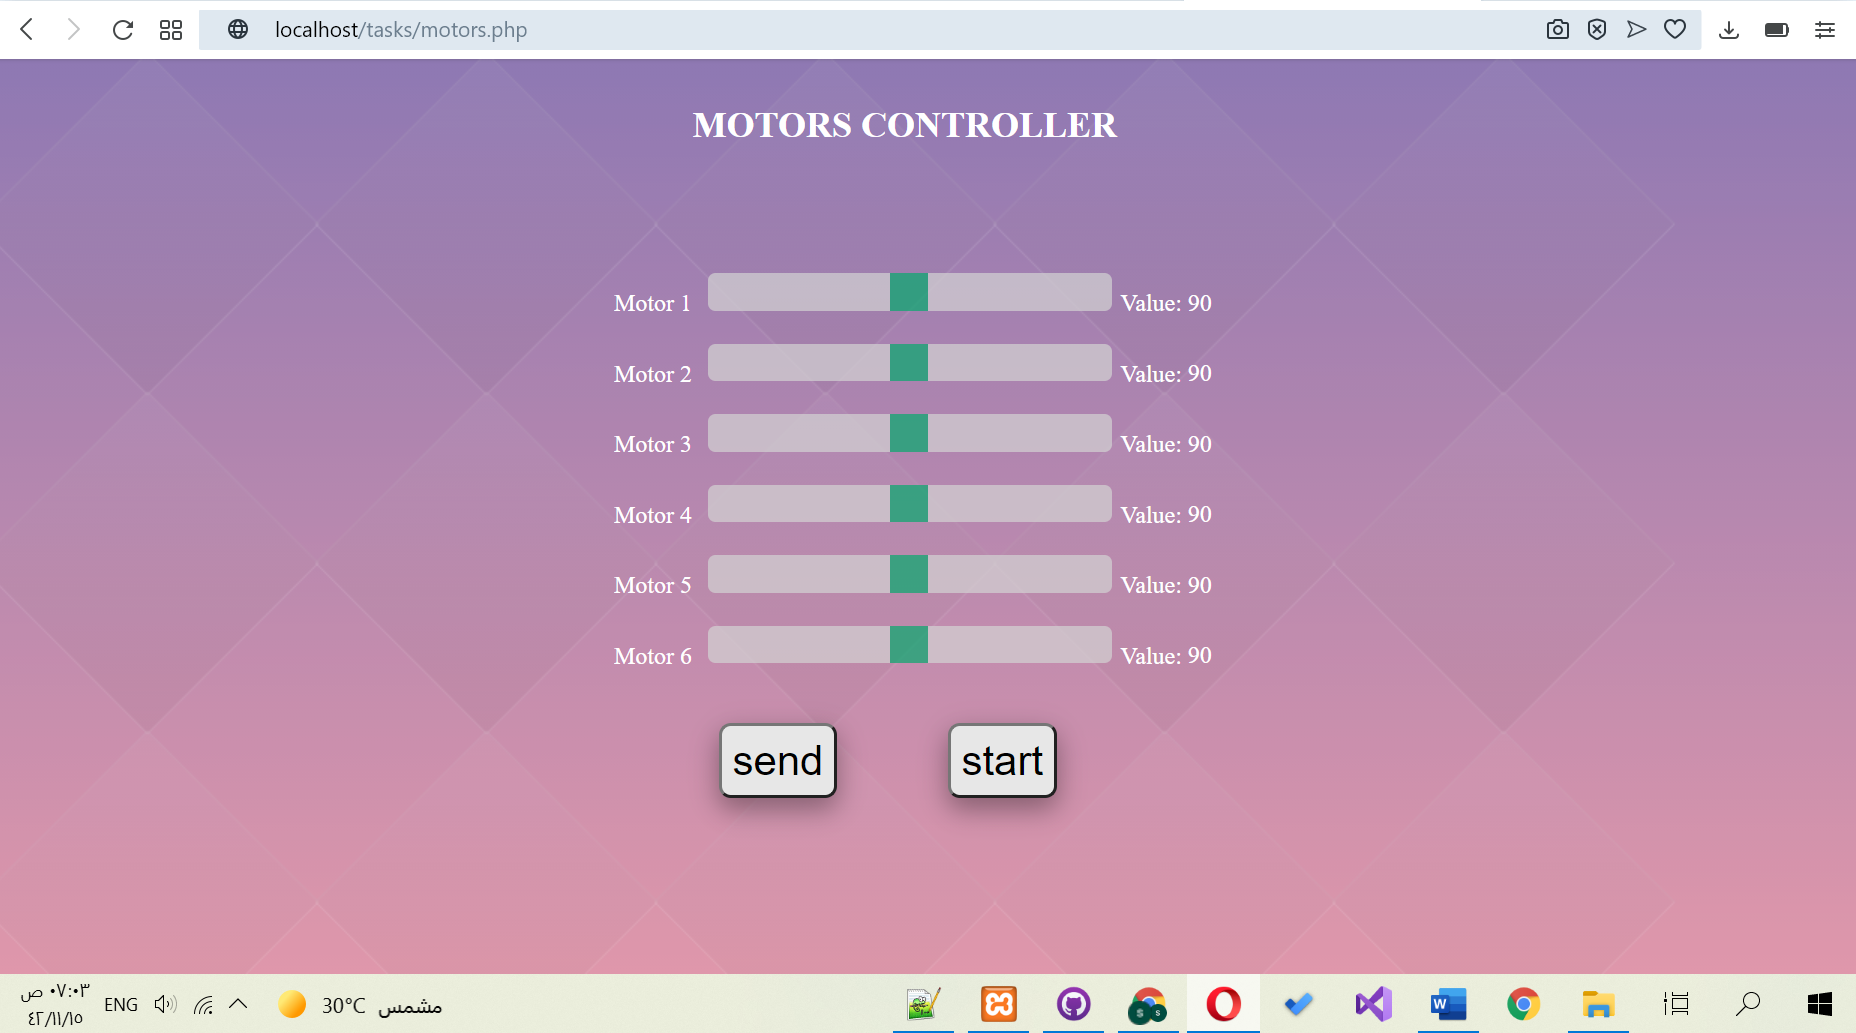 localhost/tasks/motors.php
MOTORS CONTROLLER
Motor 1 Value: 90
Motor 2 Value: 90
Motor 3 Value: 90
Motor 4 Value: 90
Motor 5 Value: 90
Motor 6 Value: 90
send start
٠٧:٠٣ ص
٤٢/١١/١٥
ENG
30°C مشمس